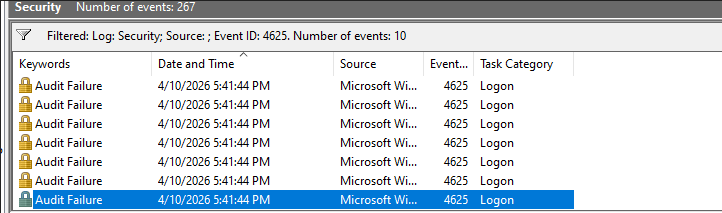 Security Number of events: 267
Filtered: Log: Security; Source: ; Event ID: 4625. Number of events: 10
Keywords Date and Time Source Event... Task Category
Audit Failure 4/10/2026 5:41:44 PM Microsoft Wi... 4625 Logon
Audit Failure 4/10/2026 5:41:44 PM Microsoft Wi... 4625 Logon
Audit Failure 4/10/2026 5:41:44 PM Microsoft Wi... 4625 Logon
Audit Failure 4/10/2026 5:41:44 PM Microsoft Wi... 4625 Logon
Audit Failure 4/10/2026 5:41:44 PM Microsoft Wi... 4625 Logon
Audit Failure 4/10/2026 5:41:44 PM Microsoft Wi... 4625 Logon
Audit Failure 4/10/2026 5:41:44 PM Microsoft Wi... 4625 Logon